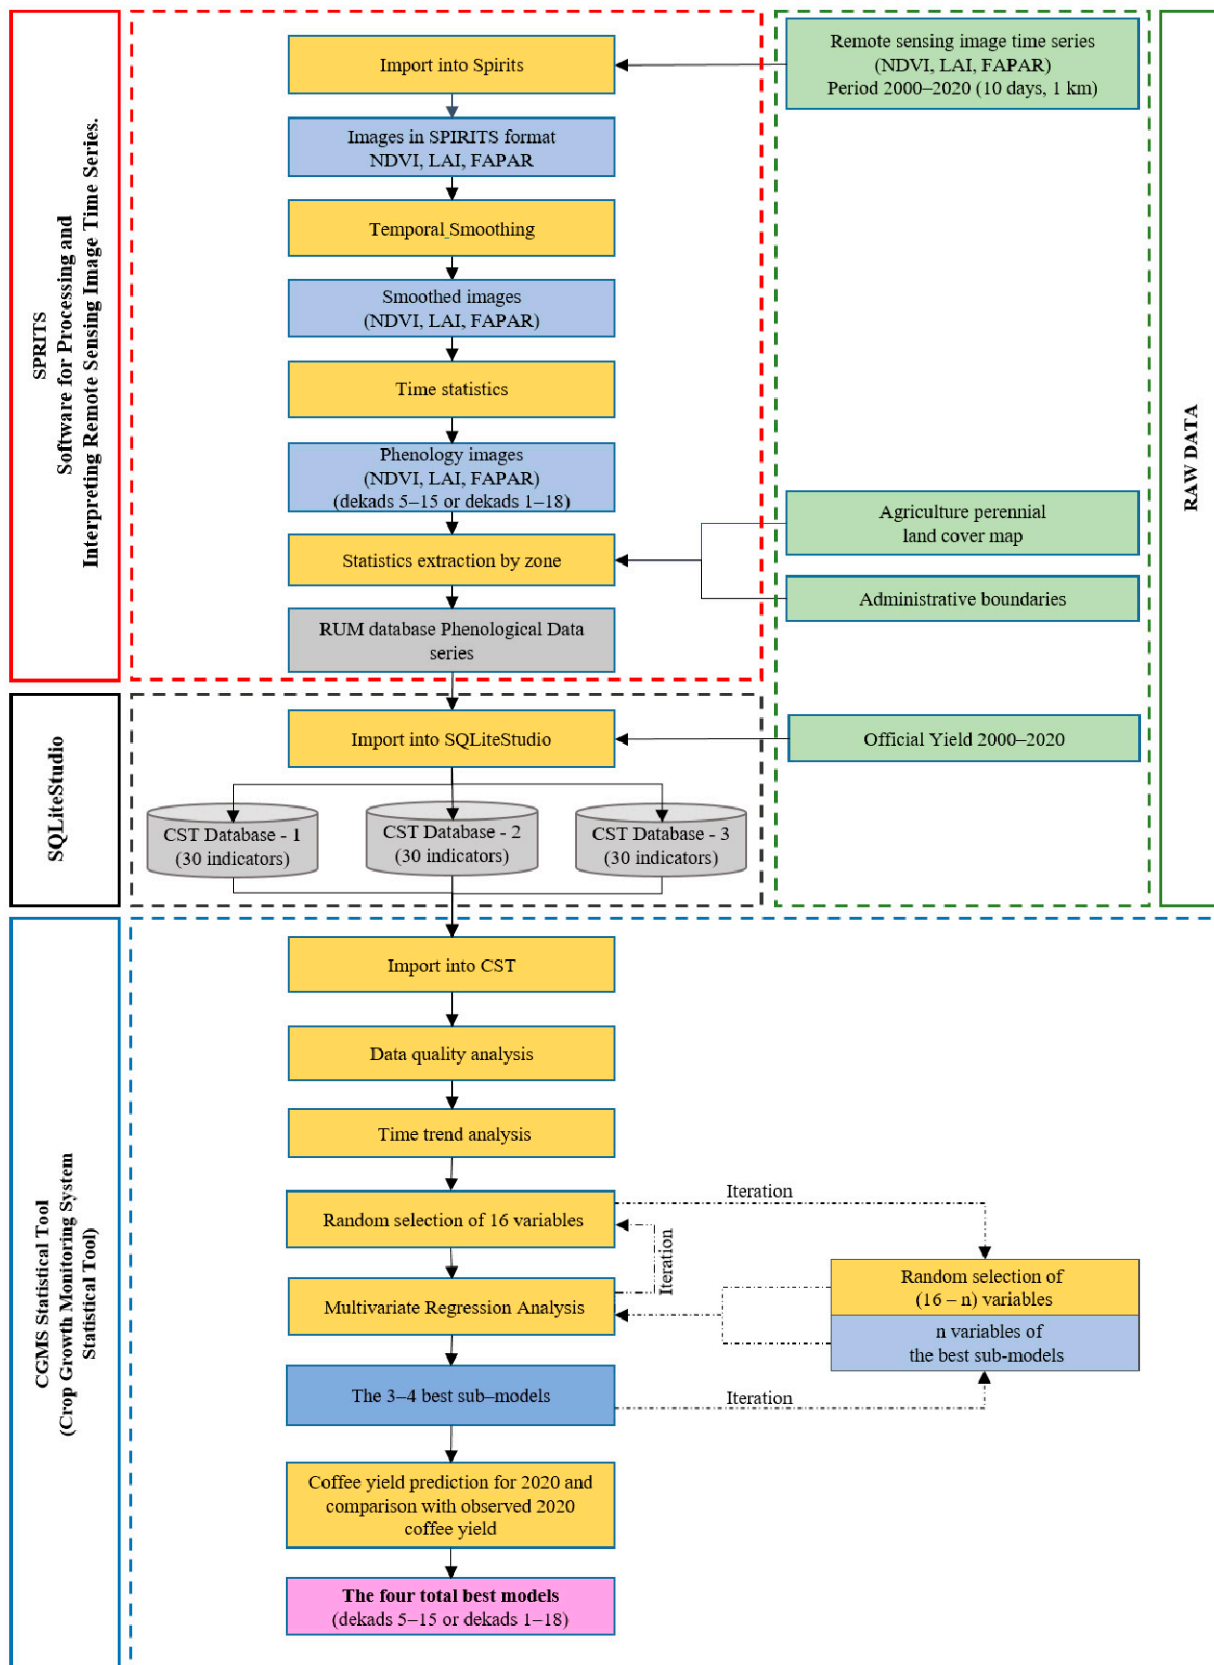 SPRITS
Software for Processing and
Interpreting Remote Sensing Image Time Series.
Import into Spirits
Images in SPIRITS format
NDVI, LAI, FAPAR
Temporal_Smoothing
Smoothed images
(NDVI, LAI, FAPAR)
Time statistics
Phenology images
(NDVI, LAI, FAPAR)
(dekads 5–15 or dekads 1–18)
Statistics extraction by zone
RUM database Phenological Data
series
Remote sensing image time series
(NDVI, LAI, FAPAR)
Period 2000–2020 (10 days, 1 km)
Agriculture perennial
land cover map
Administrative boundaries
Official Yield 2000–2020
RAW DATA
SQLiteStudio
Import into SQLiteStudio
CST Database - 1
(30 indicators)
CST Database - 2
(30 indicators)
CST Database - 3
(30 indicators)
CGMS Statistical Tool
(Crop Growth Monitoring System
Statistical Tool)
Import into CST
Data quality analysis
Time trend analysis
Random selection of 16 variables
Iteration
Iteration
Multivariate Regression Analysis
Random selection of
(16 – n) variables
n variables of
the best sub-models
The 3–4 best sub–models
Iteration
Coffee yield prediction for 2020 and
comparison with observed 2020
coffee yield
The four total best models
(dekads 5–15 or dekads 1–18)